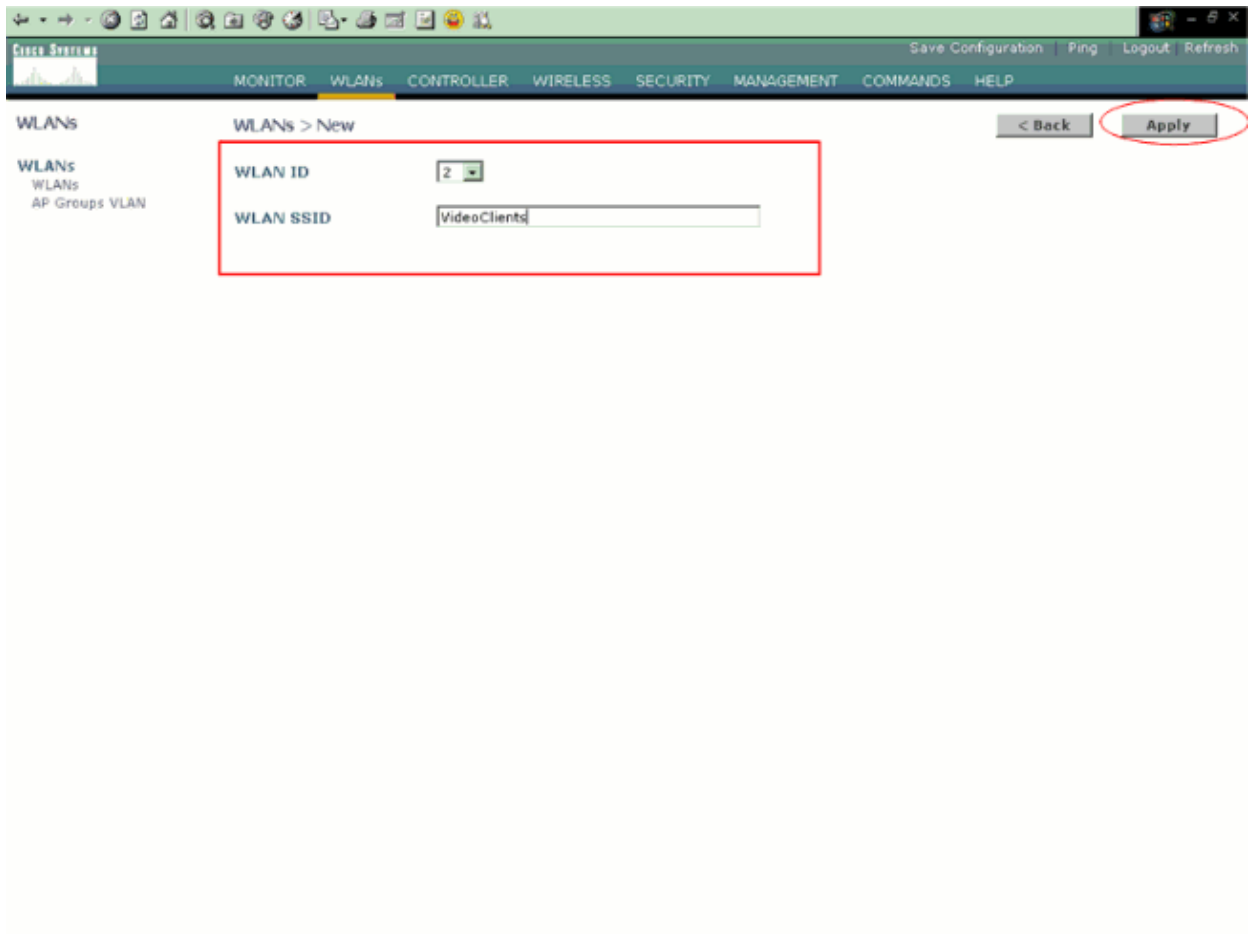 CISCO SYSTEMS
Save Configuration | Ping | Logout | Refresh
MONITOR WLANs CONTROLLER WIRELESS SECURITY MANAGEMENT COMMANDS HELP
WLANs
WLANs
WLANs
AP Groups VLAN
WLANs > New
< Back
Apply
WLAN ID
2
WLAN SSID
VideoClients